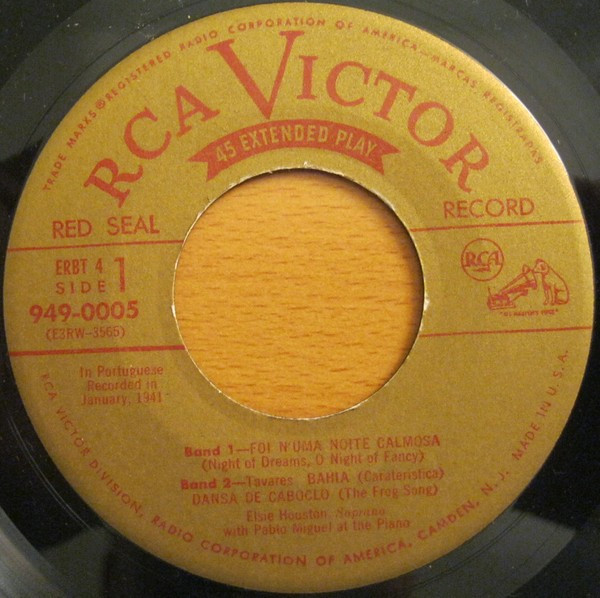 TRADE MARKS ®REGISTERED RADIO CORPORATION OF AMERICA—MARCAS REGISTRADAS
RCA VICTOR
45 EXTENDED PLAY
RED SEAL
RECORD
ERBT 4
SIDE 1
949-0005
(E3RW-3565)
RCA
"HIS MASTER'S VOICE"
In Portuguese
Recorded in
January, 1941
Band 1—FOI N'UMA NOITE CALMOSA
(Night of Dreams, O Night of Fancy)
Band 2—Tavares: BAHIA (Carateristica)
DANSA DE CABOCLO (The Frog Song)
Elsie Houston, Soprano
with Pablo Miguel at the Piano
RCA VICTOR DIVISION, RADIO CORPORATION OF AMERICA, CAMDEN, N. J. MADE IN U.S.A.